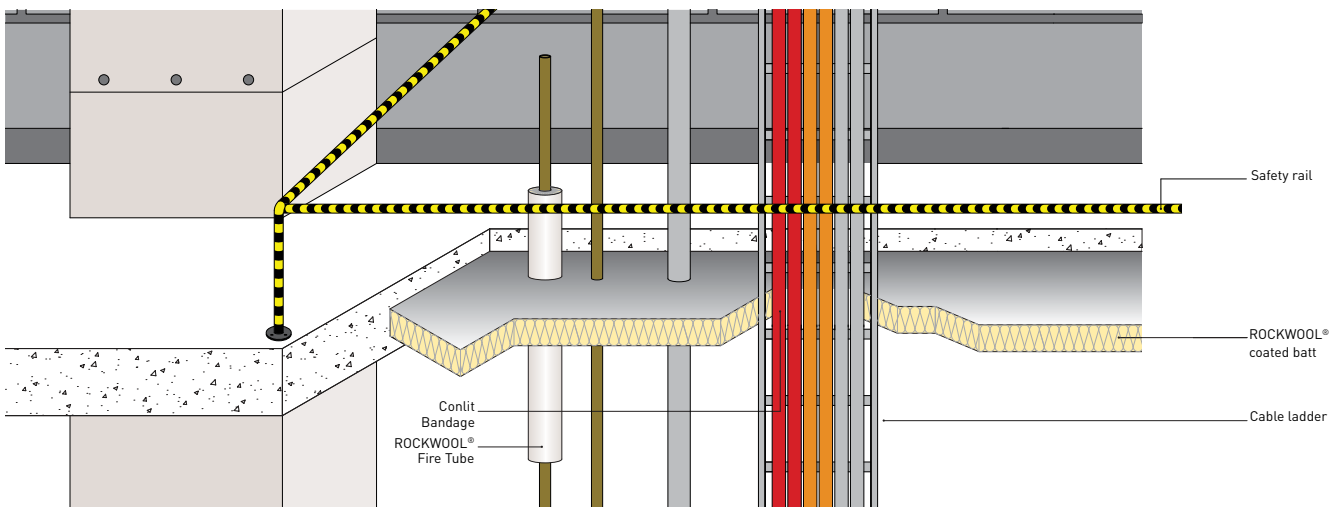 Safety rail
ROCKWOOL®
coated batt
Conlit
Bandage
Cable ladder
ROCKWOOL®
Fire Tube